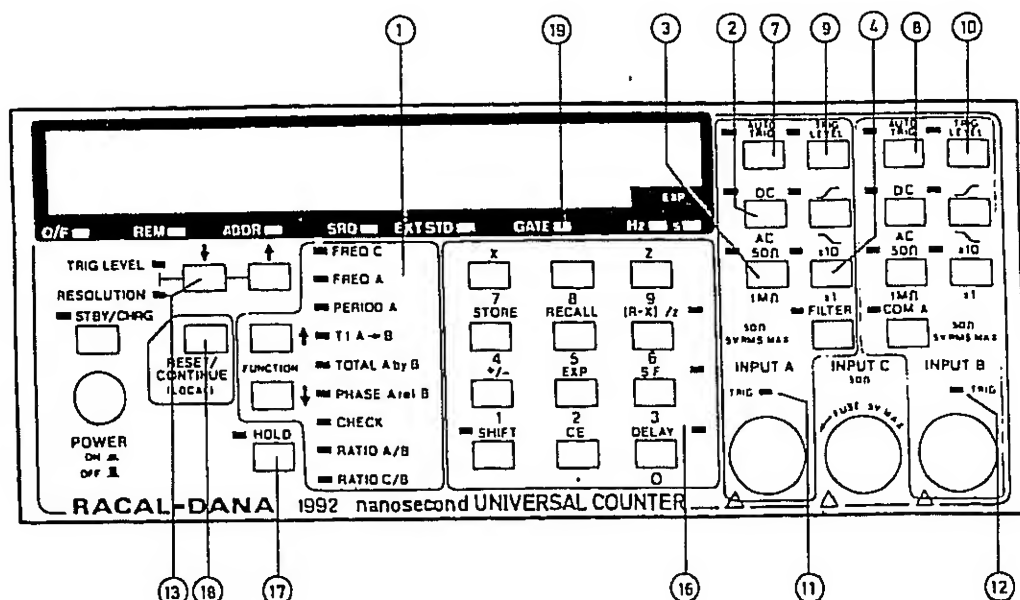 1 19 3 2 7 9 4 8 10
AUTO TRIG TRIG LEVEL AUTO TRIG TRIG LEVEL
EXP
DC DC
O/F REM ADDR SRQ EXT STD GATE Hz s
AC AC
50Ω x10 50Ω x10
1MΩ x1 1MΩ x1
TRIG LEVEL
RESOLUTION
STBY/CHRG
RESET/
CONTINUE
(LOCAL)
FUNCTION
HOLD
POWER
ON
OFF
FREQ C
FREQ A
PERIOD A
T1 A→B
TOTAL A by B
PHASE A rel B
CHECK
RATIO A/B
RATIO C/B
X Z
7 8 9
STORE RECALL (R-X)/z
4 5 6
+/- EXP SF
1 2 3
SHIFT CE DELAY
. 0
FILTER COM A
50Ω 50Ω
5V RMS MAX 5V RMS MAX
INPUT A INPUT C INPUT B
50Ω
TRIG FUSE 5V MAX TRIG
RACAL-DANA 1992 nanosecond UNIVERSAL COUNTER
13 18 17 16 11 12